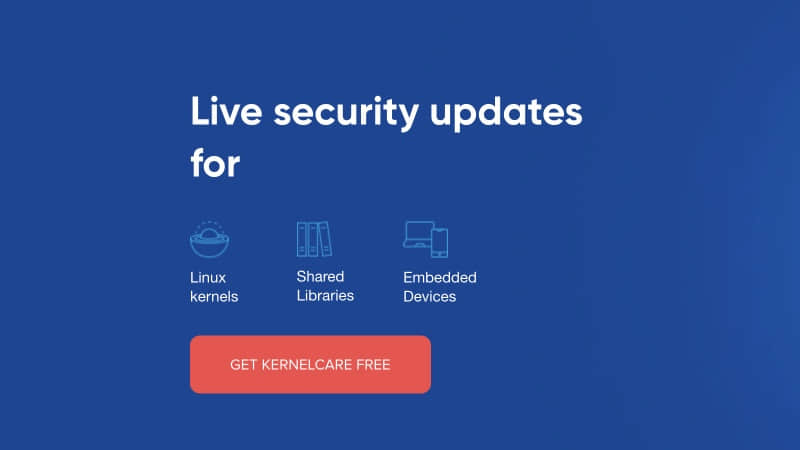 Live security updates
for
Linux
kernels
Shared
Libraries
Embedded
Devices
GET KERNELCARE FREE